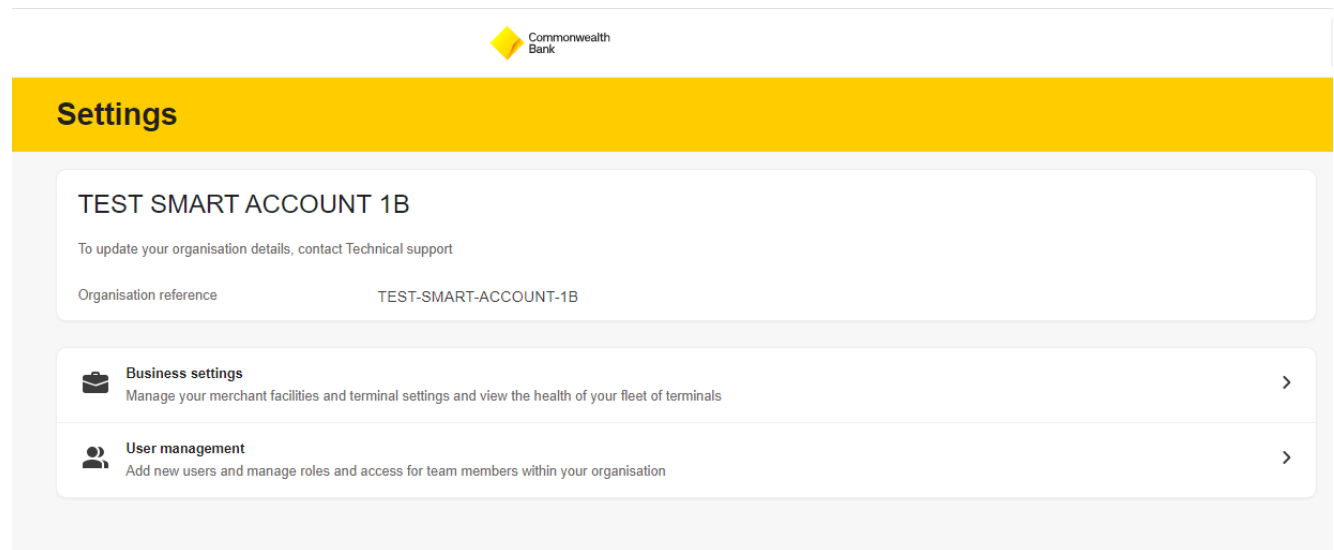 Commonwealth
Bank
Settings
TEST SMART ACCOUNT 1B
To update your organisation details, contact Technical support
Organisation reference TEST-SMART-ACCOUNT-1B
Business settings
Manage your merchant facilities and terminal settings and view the health of your fleet of terminals
User management
Add new users and manage roles and access for team members within your organisation